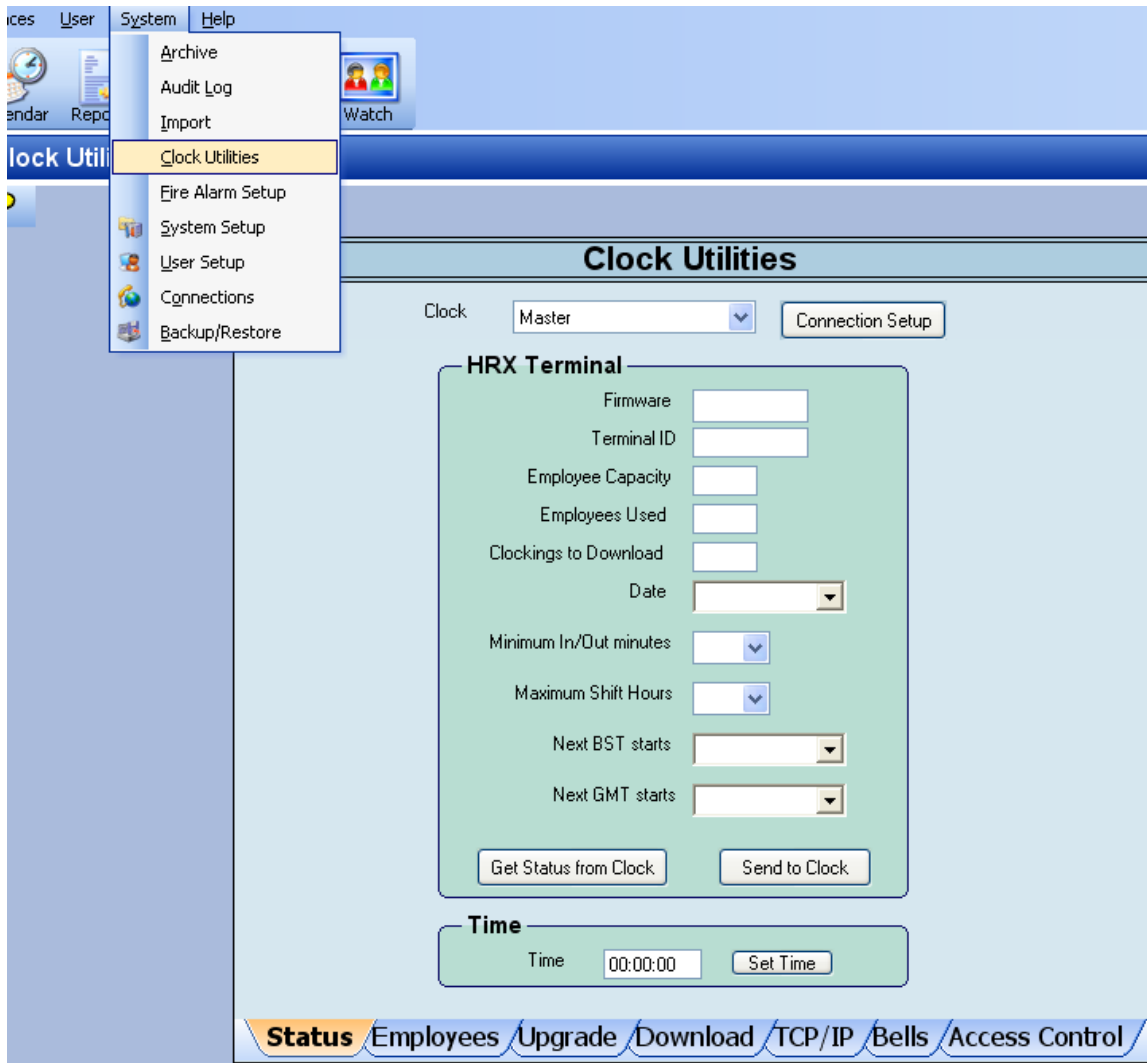 User System Help
Archive
Audit Log
Import
Clock Utilities
Fire Alarm Setup
System Setup
User Setup
Connections
Backup/Restore
Watch
Clock Utilities
Clock Master Connection Setup
HRX Terminal
Firmware
Terminal ID
Employee Capacity
Employees Used
Clockings to Download
Date
Minimum In/Out minutes
Maximum Shift Hours
Next BST starts
Next GMT starts
Get Status from Clock Send to Clock
Time
Time 00:00:00 Set Time
Status Employees Upgrade Download TCP/IP Bells Access Control